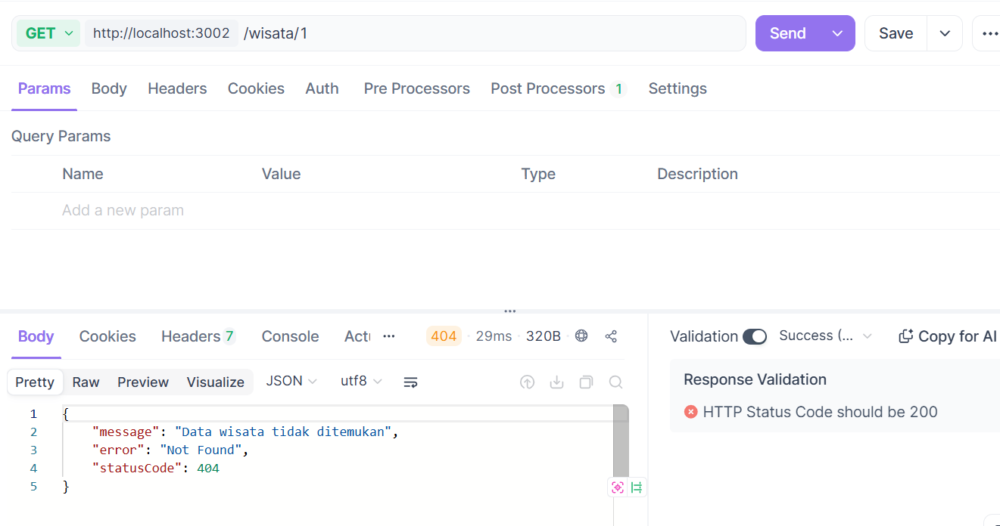 GET http://localhost:3002 /wisata/1 Send Save
Params Body Headers Cookies Auth Pre Processors Post Processors 1 Settings
Query Params
Name Value Type Description
Add a new param
Body Cookies Headers 7 Console Actu 404 29ms 320B
Validation Success (... Copy for AI
Pretty Raw Preview Visualize JSON utf8
Response Validation
HTTP Status Code should be 200
1 {
2 "message": "Data wisata tidak ditemukan",
3 "error": "Not Found",
4 "statusCode": 404
5 }